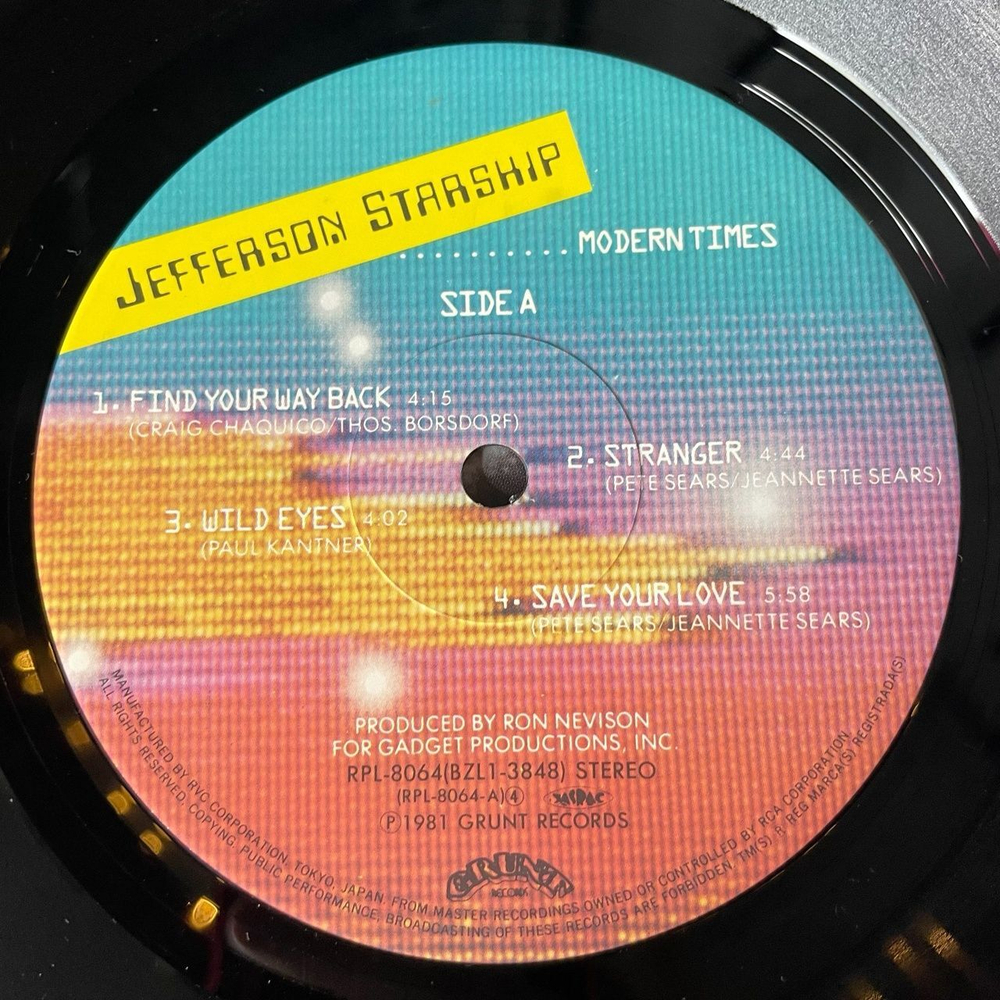 JEFFERSON STARSHIP
..........MODERN TIMES
SIDE A
1. FIND YOUR WAY BACK 4:15
(CRAIG CHAQUICO/THOS. BORSDORF)
2. STRANGER 4:44
(PETE SEARS/JEANNETTE SEARS)
3. WILD EYES 4:02
(PAUL KANTNER)
4. SAVE YOUR LOVE 5:58
(PETE SEARS/JEANNETTE SEARS)
PRODUCED BY RON NEVISON
FOR GADGET PRODUCTIONS, INC.
RPL-8064(BZL1-3848) STEREO
(RPL-8064-A)④ JASRAC
Ⓟ1981 GRUNT RECORDS
GRUNT
RECORDS
MANUFACTURED BY RVC CORPORATION, TOKYO, JAPAN, FROM MASTER RECORDINGS OWNED OR CONTROLLED BY RCA CORPORATION
ALL RIGHTS RESERVED. COPYING, PUBLIC PERFORMANCE, BROADCASTING OF THESE RECORDS ARE FORBIDDEN. TM(S) ® REG MARCA(S) REGISTRADA(S)